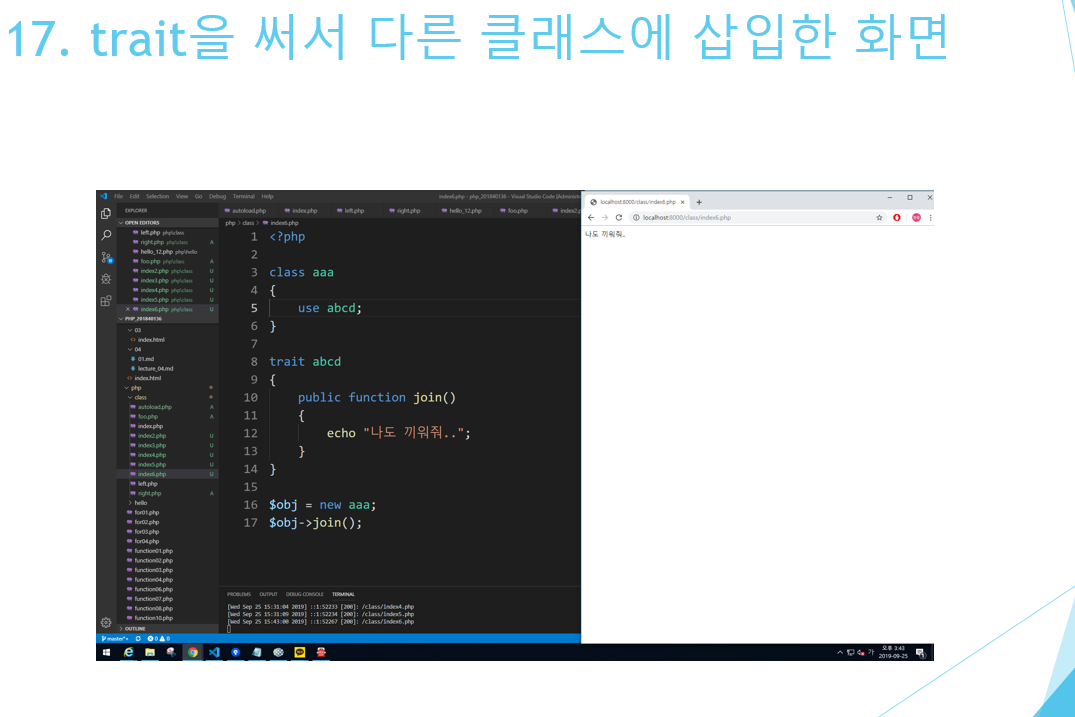 17. trait을 써서 다른 클래스에 삽입한 화면
File Edit Selection View Go Debug Terminal Help
index6.php - php_201840136 - Visual Studio Code [Administr
EXPLORER
OPEN EDITORS
left.php php\class
right.php php\class A
hello_12.php php\hello
foo.php php\class A
index2.php php\class U
index3.php php\class U
index4.php php\class U
index5.php php\class U
index6.php php\class U
PHP_201840136
03
index.html
04
01.md
lecture_04.md
index.html
php
class
autoload.php A
foo.php A
index.php
index2.php U
index3.php U
index4.php U
index5.php U
index6.php U
left.php
right.php A
hello
for01.php
for02.php
for03.php
for04.php
function01.php
function02.php
function03.php
function04.php
function06.php
function07.php
function08.php
function10.php
OUTLINE
autoload.php index.php left.php right.php hello_12.php foo.php index2.p
php > class > index6.php
1 <?php
2
3 class aaa
4 {
5 use abcd;
6 }
7
8 trait abcd
9 {
10 public function join()
11 {
12 echo "나도 끼워줘..";
13 }
14 }
15
16 $obj = new aaa;
17 $obj->join();
PROBLEMS OUTPUT DEBUG CONSOLE TERMINAL
[Wed Sep 25 15:31:04 2019] ::1:52233 [200]: /class/index4.php
[Wed Sep 25 15:31:09 2019] ::1:52234 [200]: /class/index5.php
[Wed Sep 25 15:43:00 2019] ::1:52267 [200]: /class/index6.php
master*+ 0 0
localhost:8000/class/index6.php
localhost:8000/class/index6.php
나도 끼워줘..
가
오후 3:43
2019-09-25